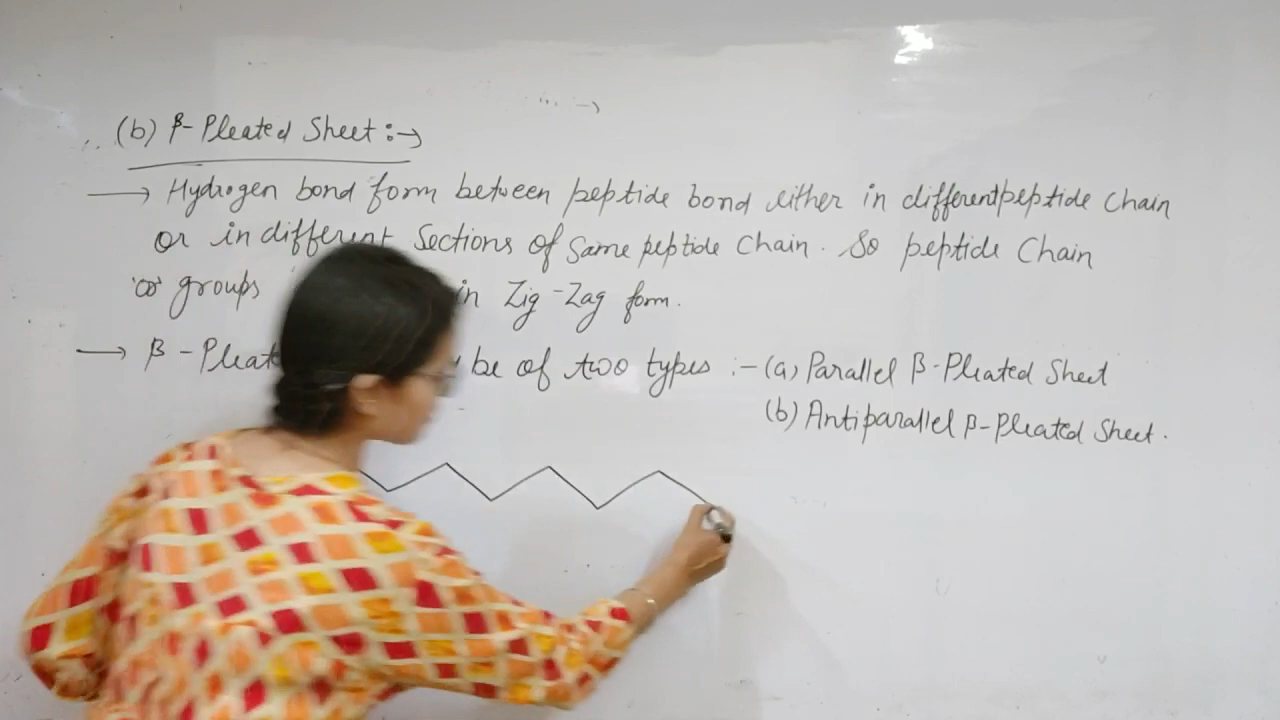 (b) β-Pleated Sheet :→
→ Hydrogen bond form between peptide bond either in different peptide chain
or in different Sections of Same peptide Chain. So peptide Chain
groups in Zig-Zag form.
→ β-Pleat be of two types :- (a) Parallel β-Pleated Sheet
(b) Antiparallel β-Pleated Sheet.